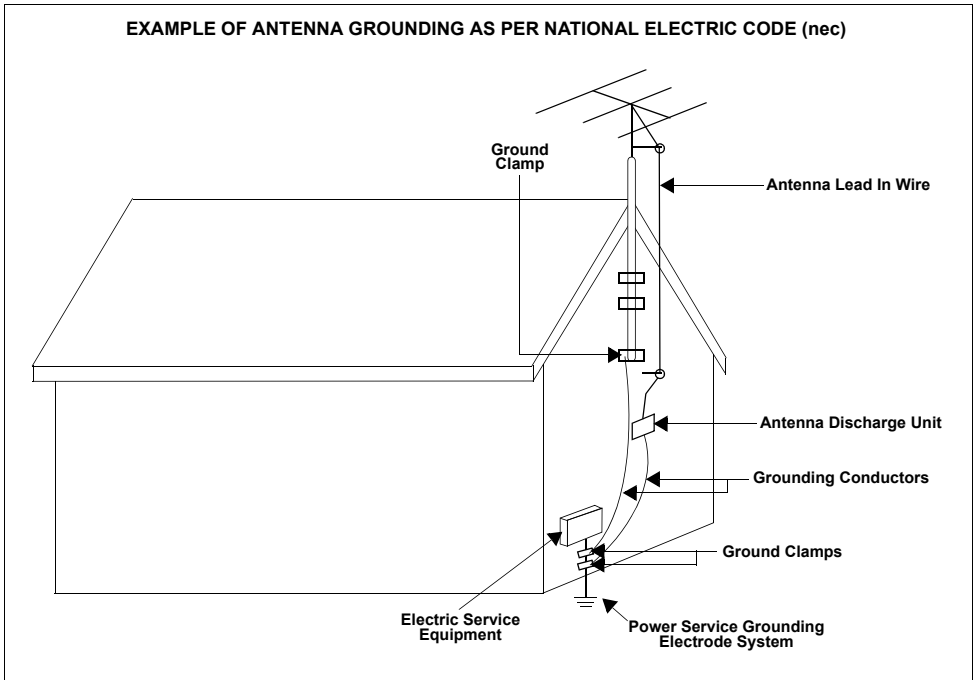 EXAMPLE OF ANTENNA GROUNDING AS PER NATIONAL ELECTRIC CODE (nec)
Ground
Clamp
Antenna Lead In Wire
Antenna Discharge Unit
Grounding Conductors
Ground Clamps
Electric Service
Equipment
Power Service Grounding
Electrode System